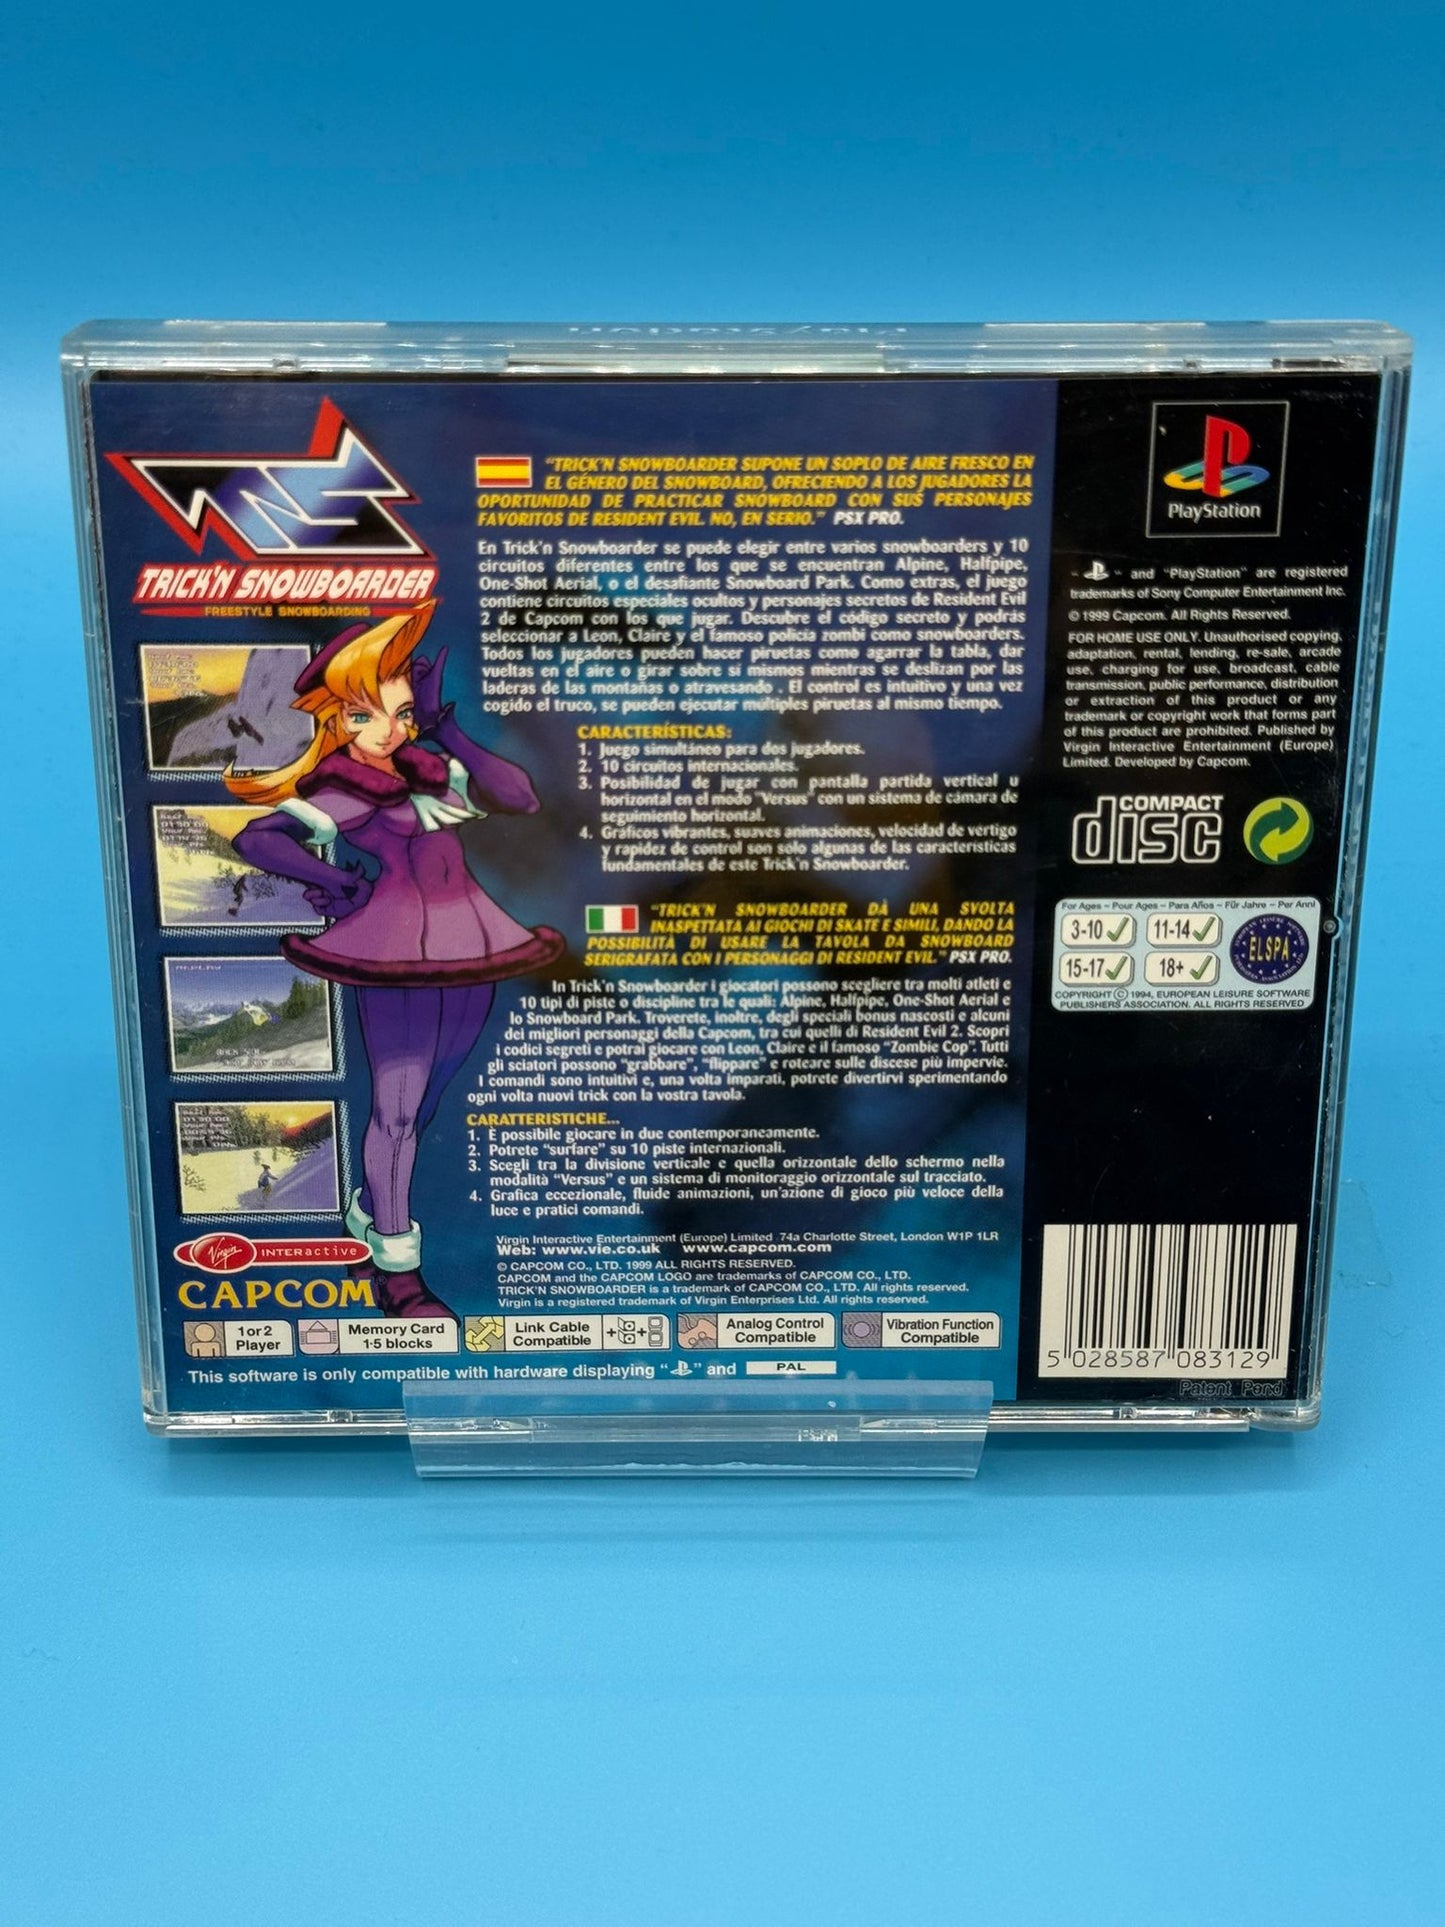 TRICK'N SNOWBOARDER
FREESTYLE SNOWBOARDING
"TRICK'N SNOWBOARDER SUPONE UN SOPLO DE AIRE FRESCO EN
EL GÉNERO DEL SNOWBOARD, OFRECIENDO A LOS JUGADORES LA
OPORTUNIDAD DE PRACTICAR SNOWBOARD CON SUS PERSONAJES
FAVORITOS DE RESIDENT EVIL. NO, EN SERIO." PSX PRO.
En Trick'n Snowboarder se puede elegir entre varios snowboarders y 10
circuitos diferentes entre los que se encuentran Alpine, Halfpipe,
One-Shot Aerial, o el desafiante Snowboard Park. Como extras, el juego
contiene circuitos especiales ocultos y personajes secretos de Resident Evil
2 de Capcom con los que jugar. Descubre el código secreto y podrás
seleccionar a Leon, Claire y el famoso policía zombi como snowboarders.
Todos los jugadores pueden hacer piruetas como agarrar la tabla, dar
vueltas en el aire o girar sobre sí mismos mientras se deslizan por las
laderas de las montañas o atravesando . El control es intuitivo y una vez
cogido el truco, se pueden ejecutar múltiples piruetas al mismo tiempo.
CARACTERÍSTICAS:
1. Juego simultáneo para dos jugadores.
2. 10 circuitos internacionales.
3. Posibilidad de jugar con pantalla partida vertical u
horizontal en el modo "Versus" con un sistema de cámara de
seguimiento horizontal.
4. Gráficos vibrantes, suaves animaciones, velocidad de vertigo
y rapidez de control son solo algunas de las características
fundamentales de este Trick'n Snowboarder.
"TRICK'N SNOWBOARDER DÀ UNA SVOLTA
INASPETTATA AI GIOCHI DI SKATE E SIMILI, DANDO LA
POSSIBILITÀ DI USARE LA TAVOLA DA SNOWBOARD
SERIGRAFATA CON I PERSONAGGI DI RESIDENT EVIL." PSX PRO.
In Trick'n Snowboarder i giocatori possono scegliere tra molti atleti e
10 tipi di piste o discipline tra le quali: Alpine, Halfpipe, One-Shot Aerial e
lo Snowboard Park. Troverete, inoltre, degli speciali bonus nascosti e alcuni
dei migliori personaggi della Capcom, tra cui quelli di Resident Evil 2. Scopri
i codici segreti e potrai giocare con Leon, Claire e il famoso "Zombie Cop". Tutti
gli sciatori possono "grabbare", "flippare" e roteare sulle discese più impervie.
I comandi sono intuitivi e, una volta imparati, potrete divertirvi sperimentando
ogni volta nuovi trick con la vostra tavola.
CARATTERISTICHE...
1. È possibile giocare in due contemporaneamente.
2. Potrete "surfare" su 10 piste internazionali.
3. Scegli tra la divisione verticale e quella orizzontale dello schermo nella
modalità "Versus" e un sistema di monitoraggio orizzontale sul tracciato.
4. Grafica eccezionale, fluide animazioni, un'azione di gioco più veloce della
luce e pratici comandi.
Virgin INTERactive
CAPCOM®
Virgin Interactive Entertainment (Europe) Limited 74a Charlotte Street, London W1P 1LR
Web: www.vie.co.uk www.capcom.com
© CAPCOM CO., LTD. 1999 ALL RIGHTS RESERVED.
CAPCOM and the CAPCOM LOGO are trademarks of CAPCOM CO., LTD.
TRICK'N SNOWBOARDER is a trademark of CAPCOM CO., LTD. All rights reserved.
Virgin is a registered trademark of Virgin Enterprises Ltd. All rights reserved.
1 or 2
Player
Memory Card
1-5 blocks
Link Cable
Compatible
Analog Control
Compatible
Vibration Function
Compatible
This software is only compatible with hardware displaying " " and PAL
PlayStation
" " and "PlayStation" are registered
trademarks of Sony Computer Entertainment Inc.
© 1999 Capcom. All Rights Reserved.
FOR HOME USE ONLY. Unauthorised copying,
adaptation, rental, lending, re-sale, arcade
use, charging for use, broadcast, cable
transmission, public performance, distribution
or extraction of this product or any
trademark or copyright work that forms part
of this product are prohibited. Published by
Virgin Interactive Entertainment (Europe)
Limited. Developed by Capcom.
COMPACT
disc
For Ages – Pour Ages – Para Años – Für Jahre – Per Anni
3-10 11-14
15-17 18+
ELSPA
COPYRIGHT © 1994, EUROPEAN LEISURE SOFTWARE
PUBLISHERS ASSOCIATION. ALL RIGHTS RESERVED
5 028587 083129
Patent Pend
PlayStation
REPLAY